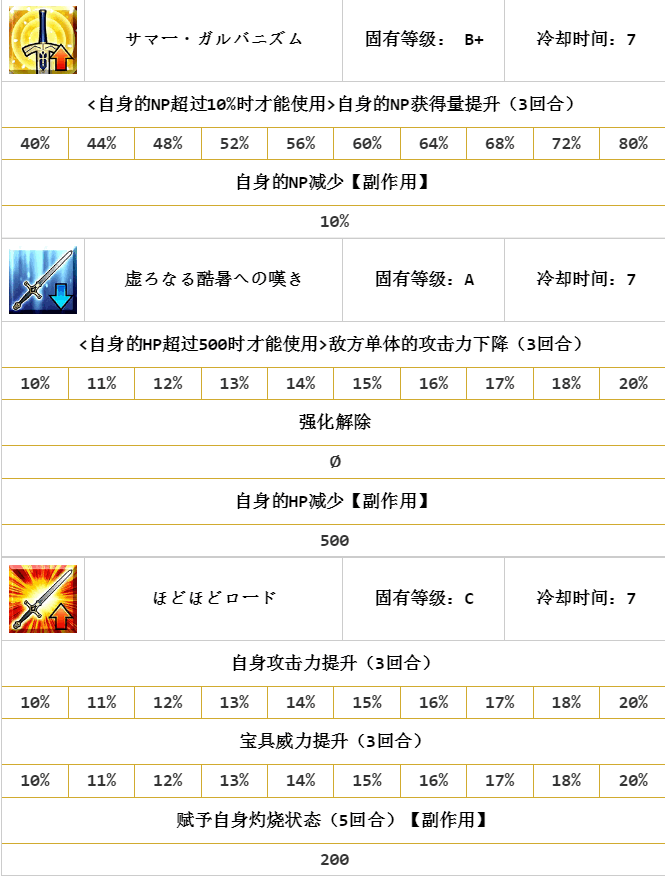 サマー・ガルバニズム 固有等级： B+ 冷却时间：7
<自身的NP超过10%时才能使用>自身的NP获得量提升（3回合）
40% 44% 48% 52% 56% 60% 64% 68% 72% 80%
自身的NP减少【副作用】
10%
虚ろなる酷暑への嘆き 固有等级：A 冷却时间：7
<自身的HP超过500时才能使用>敌方单体的攻击力下降（3回合）
10% 11% 12% 13% 14% 15% 16% 17% 18% 20%
强化解除
Ø
自身的HP减少【副作用】
500
ほどほどロード 固有等级：C 冷却时间：7
自身攻击力提升（3回合）
10% 11% 12% 13% 14% 15% 16% 17% 18% 20%
宝具威力提升（3回合）
10% 11% 12% 13% 14% 15% 16% 17% 18% 20%
赋予自身灼烧状态（5回合）【副作用】
200